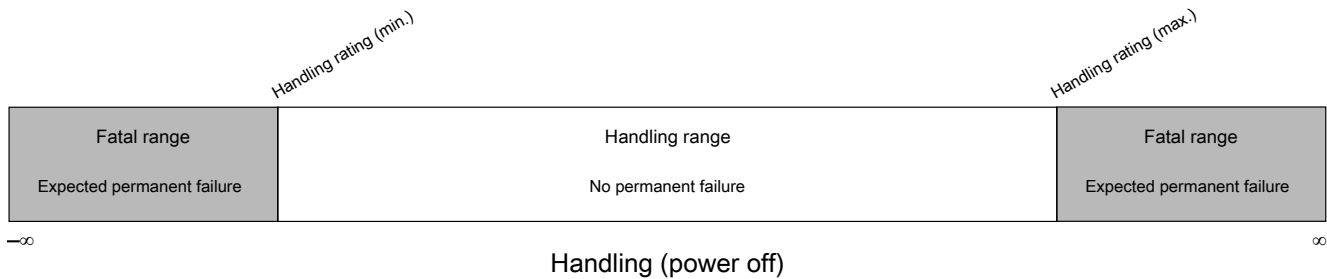 Handling rating (min.)
Handling rating (max.)
Fatal range
Handling range
Fatal range
Expected permanent failure
No permanent failure
Expected permanent failure
–∞
∞
Handling (power off)